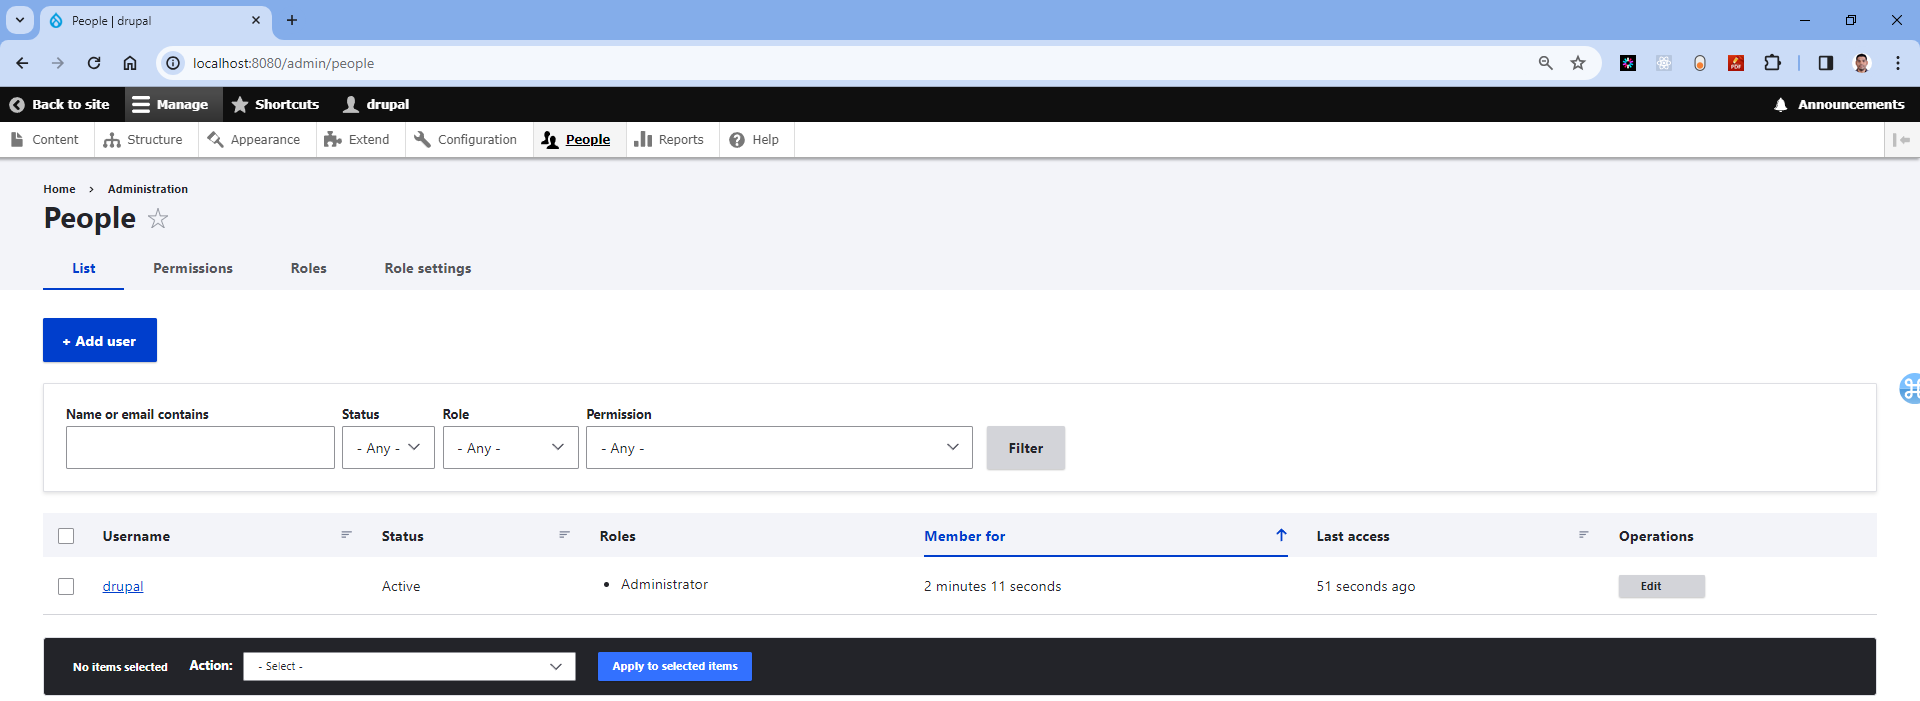 People | drupal
localhost:8080/admin/people
Back to site Manage Shortcuts drupal Announcements
Content Structure Appearance Extend Configuration People Reports Help
Home › Administration
People
List Permissions Roles Role settings
+ Add user
Name or email contains Status Role Permission
- Any - - Any - - Any - Filter
Username Status Roles Member for Last access Operations
drupal Active • Administrator 2 minutes 11 seconds 51 seconds ago Edit
No items selected Action: - Select - Apply to selected items